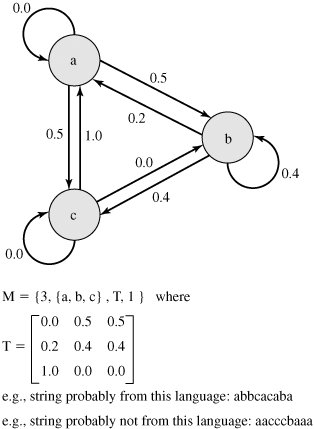 0.0
a
0.5
0.2
b
0.5
1.0
0.0
0.4
0.4
c
0.0
M = {3, {a, b, c} , T, 1 } where
0.0 0.5 0.5
T = 0.2 0.4 0.4
1.0 0.0 0.0
e.g., string probably from this language: abbcacaba
e.g., string probably not from this language: aacccbaaa